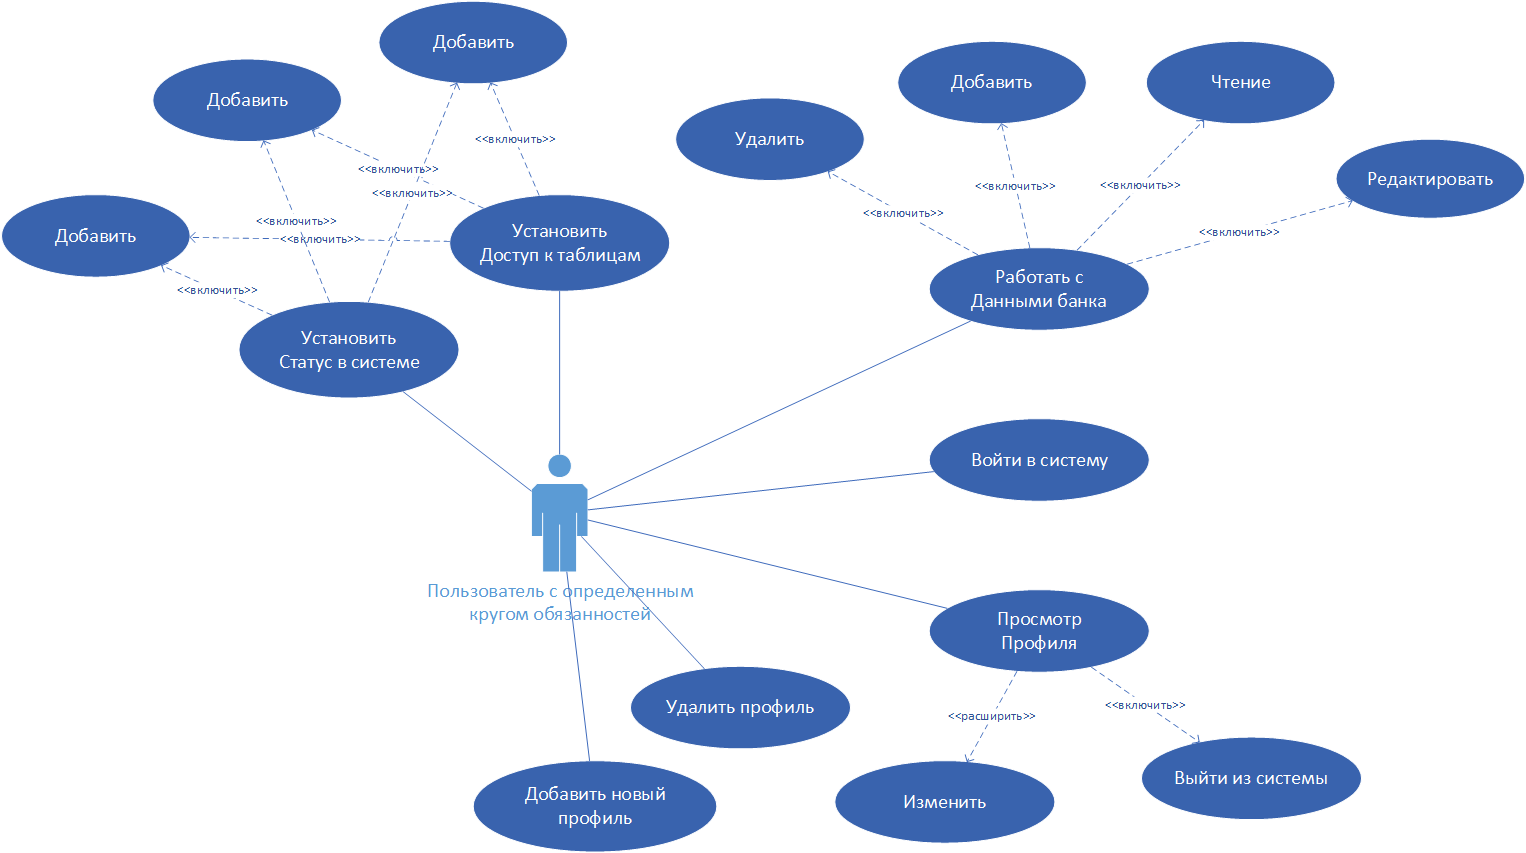 Добавить
Добавить
Добавить
<<включить>>
<<включить>>
<<включить>>
<<включить>>
<<включить>>
<<включить>>
Установить
Доступ к таблицам
Установить
Статус в системе
Удалить
Добавить
Чтение
Редактировать
<<включить>>
<<включить>>
<<включить>>
<<включить>>
Работать с
Данными банка
Войти в систему
Пользователь с определенным
кругом обязанностей
Просмотр
Профиля
<<расширить>>
<<включить>>
Удалить профиль
Добавить новый
профиль
Изменить
Выйти из системы